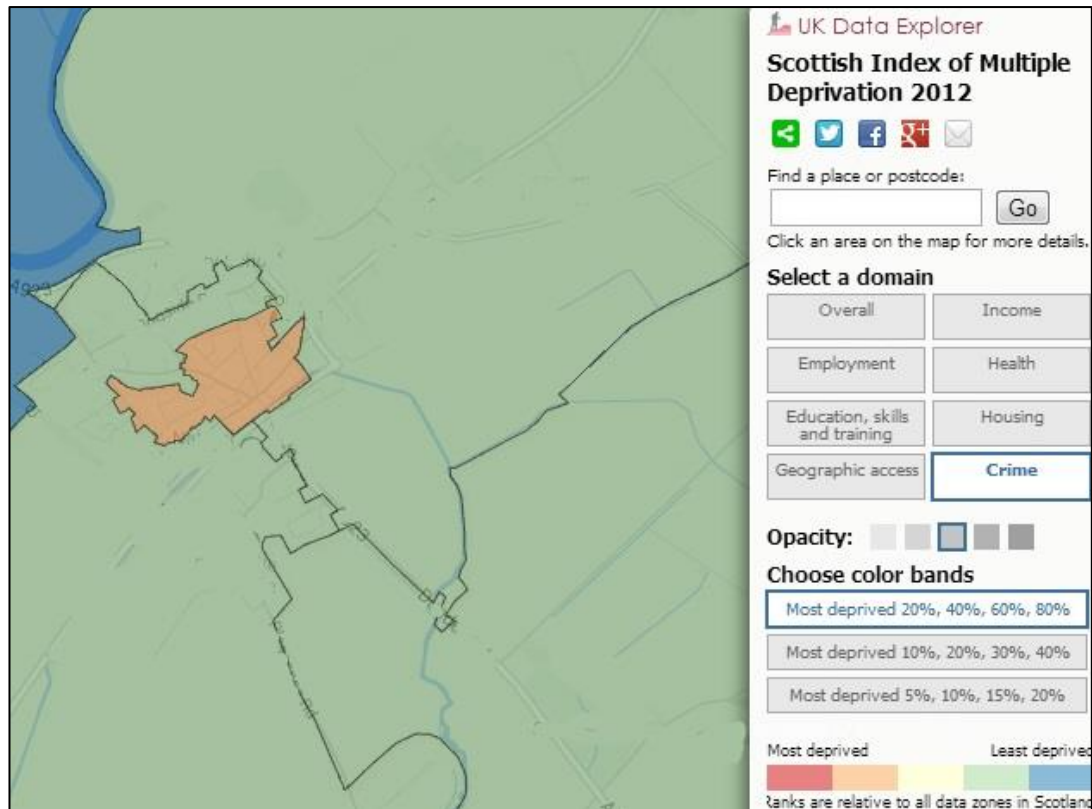 UK Data Explorer
Scottish Index of Multiple
Deprivation 2012
g+
Find a place or postcode:
Go
Click an area on the map for more details.
Select a domain
Overall
Income
Employment
Health
Education, skills
and training
Housing
Geographic access
Crime
Opacity:
Choose color bands
Most deprived 20%, 40%, 60%, 80%
Most deprived 10%, 20%, 30%, 40%
Most deprived 5%, 10%, 15%, 20%
Most deprived
Least deprived
Ranks are relative to all data zones in Scotland